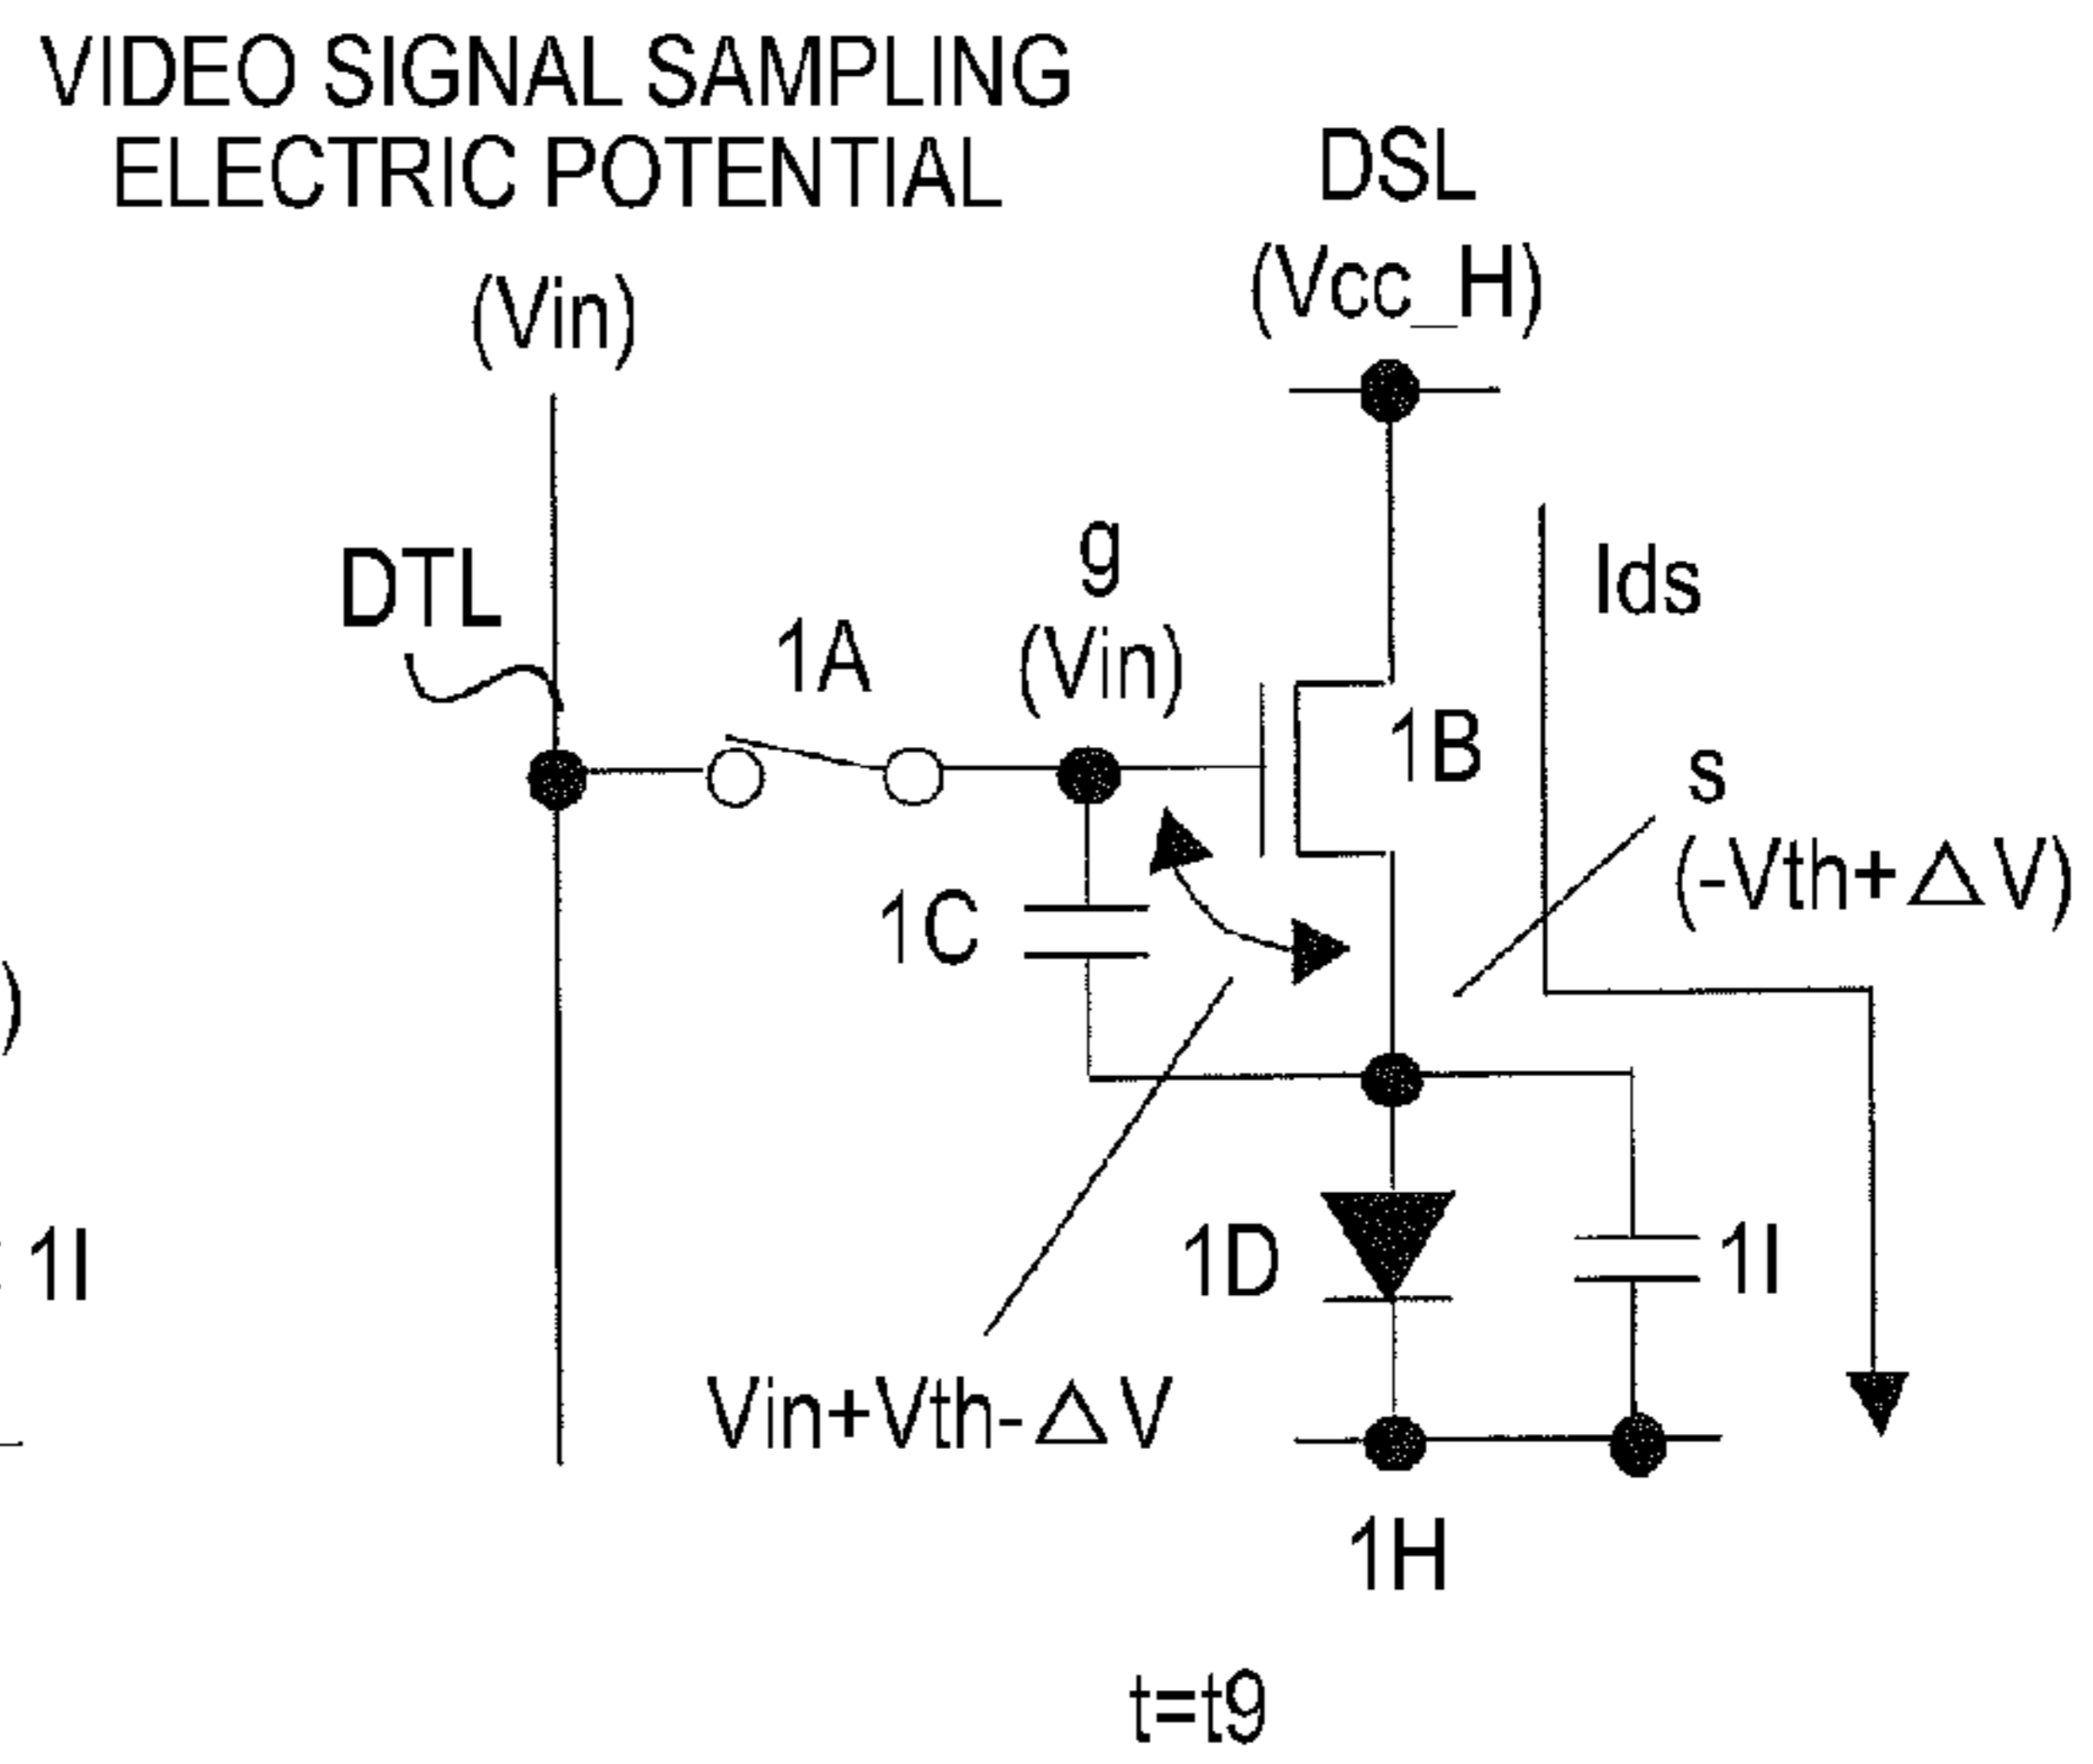 VIDEO SIGNAL SAMPLING
ELECTRIC POTENTIAL
(Vin)
DSL
(Vcc_H)
DTL
1A
g
(Vin)
1B
Ids
s
(-Vth+△V)
1C
)
1I
1D
1I
Vin+Vth-△V
1H
t=t9